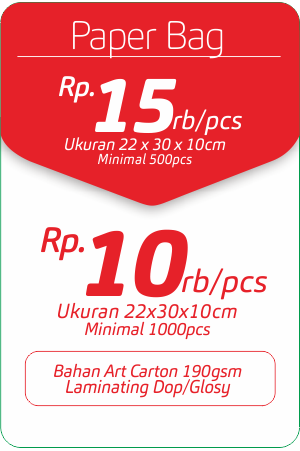 Paper Bag
Rp. 15rb/pcs
Ukuran 22 x 30 x 10cm
Minimal 500pcs
Rp. 10rb/pcs
Ukuran 22x30x10cm
Minimal 1000pcs
Bahan Art Carton 190gsm
Laminating Dop/Glosy